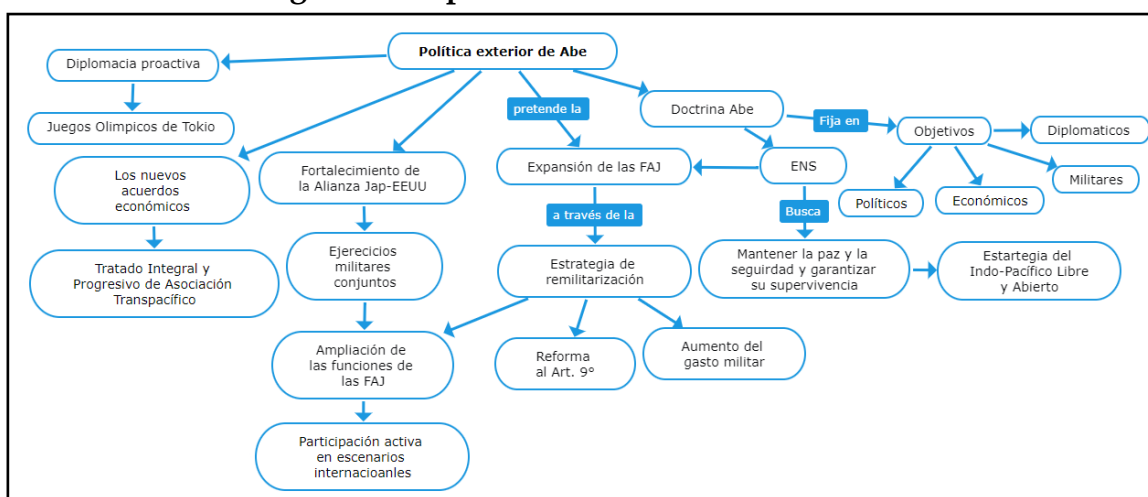 Política exterior de Abe
Diplomacia proactiva
Juegos Olimpicos de Tokio
Los nuevos
acuerdos
económicos
Tratado Integral y
Progresivo de Asociación
Transpacífico
Fortalecimiento de
la Alianza Jap-EEUU
Ejerecicios
militares
conjuntos
Ampliación de
las funciones de
las FAJ
Participación activa
en escenarios
internacioanles
pretende la
Expansión de las FAJ
a través de la
Estrategia de
remilitarización
Reforma
al Art. 9°
Aumento del
gasto militar
Doctrina Abe
ENS
Busca
Mantener la paz y la
seguirdad y garantizar
su supervivencia
Estartegia del
Indo-Pacífico Libre
y Abierto
Fija en
Objetivos
Diplomaticos
Militares
Económicos
Políticos